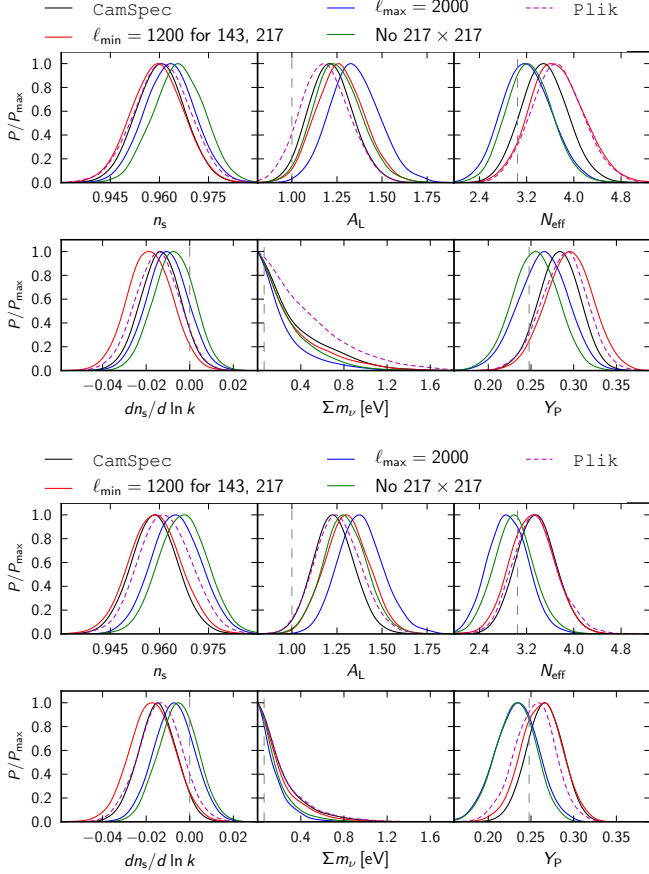 CamSpec ℓmax = 2000 Plik
ℓmin = 1200 for 143, 217 No 217 × 217
P/Pmax
1.0
0.8
0.6
0.4
0.2
0.0
0.945 0.960 0.975 1.00 1.25 1.50 1.75 2.4 3.2 4.0 4.8
ns AL Neff
P/Pmax
1.0
0.8
0.6
0.4
0.2
0.0
−0.04 −0.02 0.00 0.02 0.4 0.8 1.2 1.6 0.20 0.25 0.30 0.35
dns/d ln k Σmν [eV] YP
CamSpec ℓmax = 2000 Plik
ℓmin = 1200 for 143, 217 No 217 × 217
P/Pmax
1.0
0.8
0.6
0.4
0.2
0.0
0.945 0.960 0.975 1.00 1.25 1.50 1.75 2.4 3.2 4.0 4.8
ns AL Neff
P/Pmax
1.0
0.8
0.6
0.4
0.2
0.0
−0.04 −0.02 0.00 0.02 0.4 0.8 1.2 1.6 0.20 0.25 0.30 0.35
dns/d ln k Σmν [eV] YP